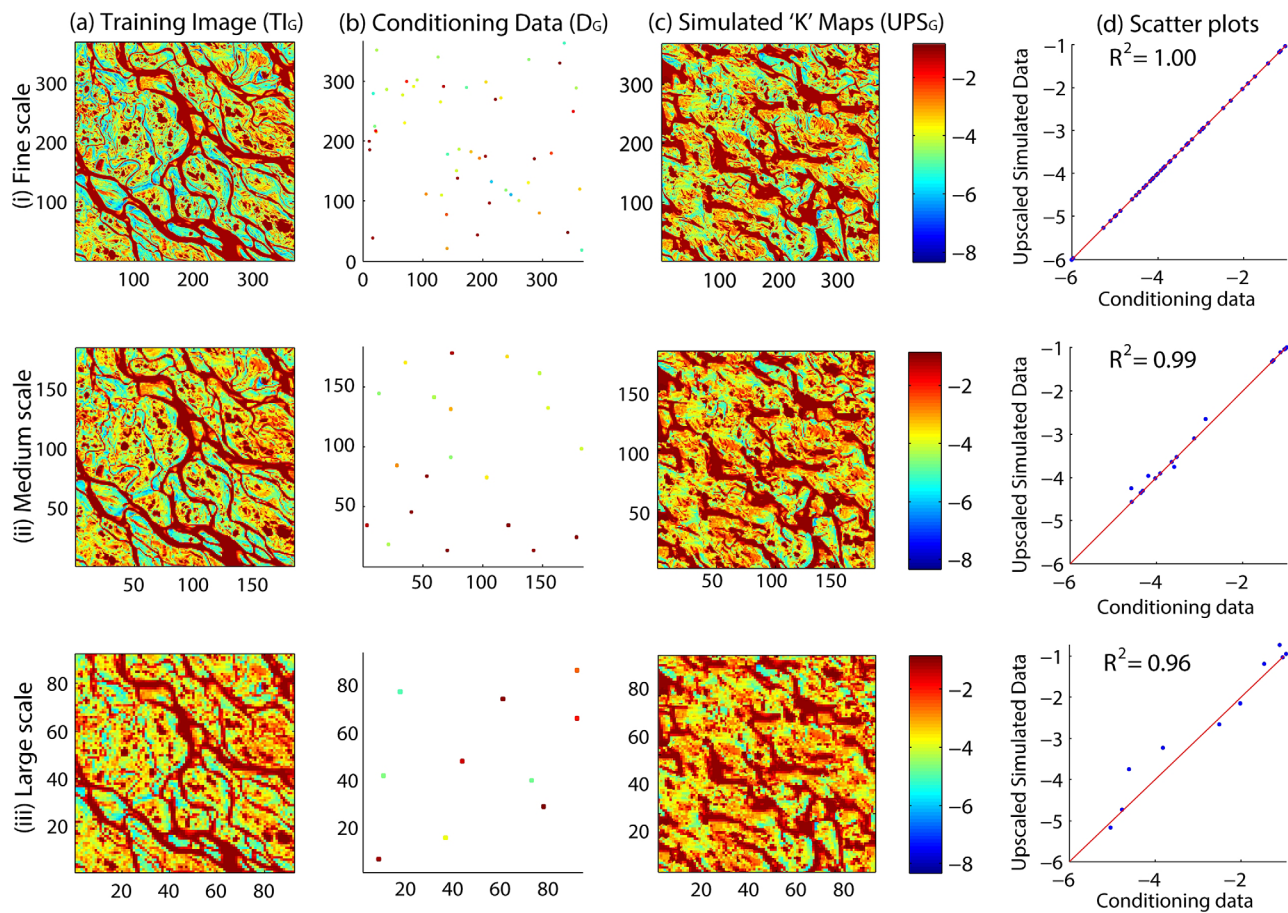 (a) Training Image (TIG)
(b) Conditioning Data (DG)
(c) Simulated ‘K’ Maps (UPSG)
(d) Scatter plots
(i) Fine scale
300
200
100
100 200 300
300
200
100
0
0 100 200 300
300
200
100
100 200 300
−2
−4
−6
−8
Upscaled Simulated Data
R2= 1.00
−1
−2
−3
−4
−5
−6
−6 −4 −2
Conditioning data
(ii) Medium scale
150
100
50
50 100 150
150
100
50
50 100 150
150
100
50
50 100 150
−2
−4
−6
−8
Upscaled Simulated Data
R2= 0.99
−1
−2
−3
−4
−5
−6
−6 −4 −2
Conditioning data
(iii) Large scale
80
60
40
20
20 40 60 80
80
60
40
20
20 40 60 80
80
60
40
20
20 40 60 80
−2
−4
−6
−8
Upscaled Simulated Data
R2= 0.96
−1
−2
−3
−4
−5
−6
−6 −4 −2
Conditioning data